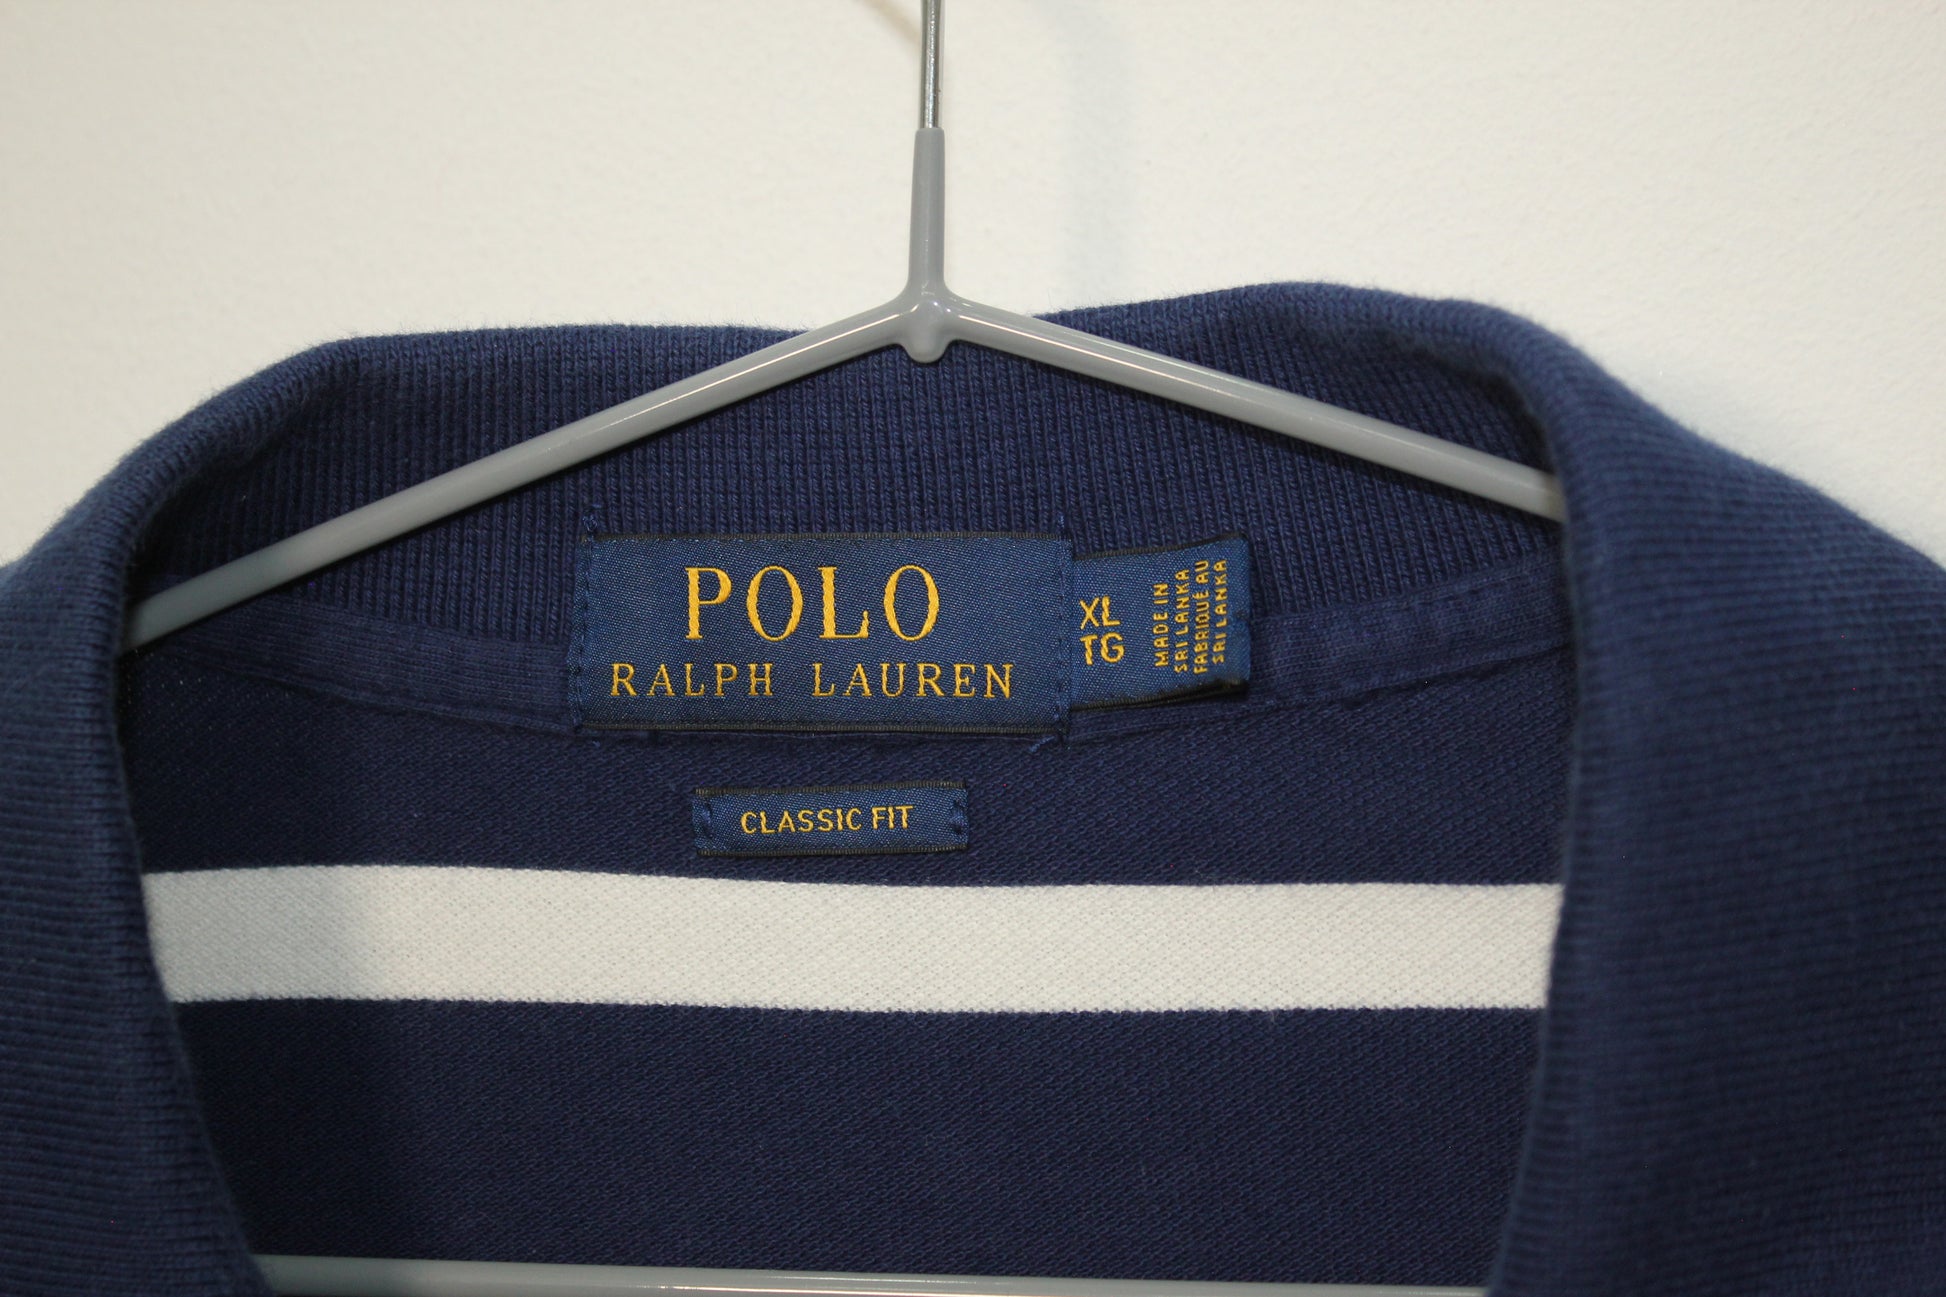 POLO
RALPH LAUREN
XL
TG
MADE IN
SRI LANKA
FABRIQUÉ AU
SRI LANKA
CLASSIC FIT